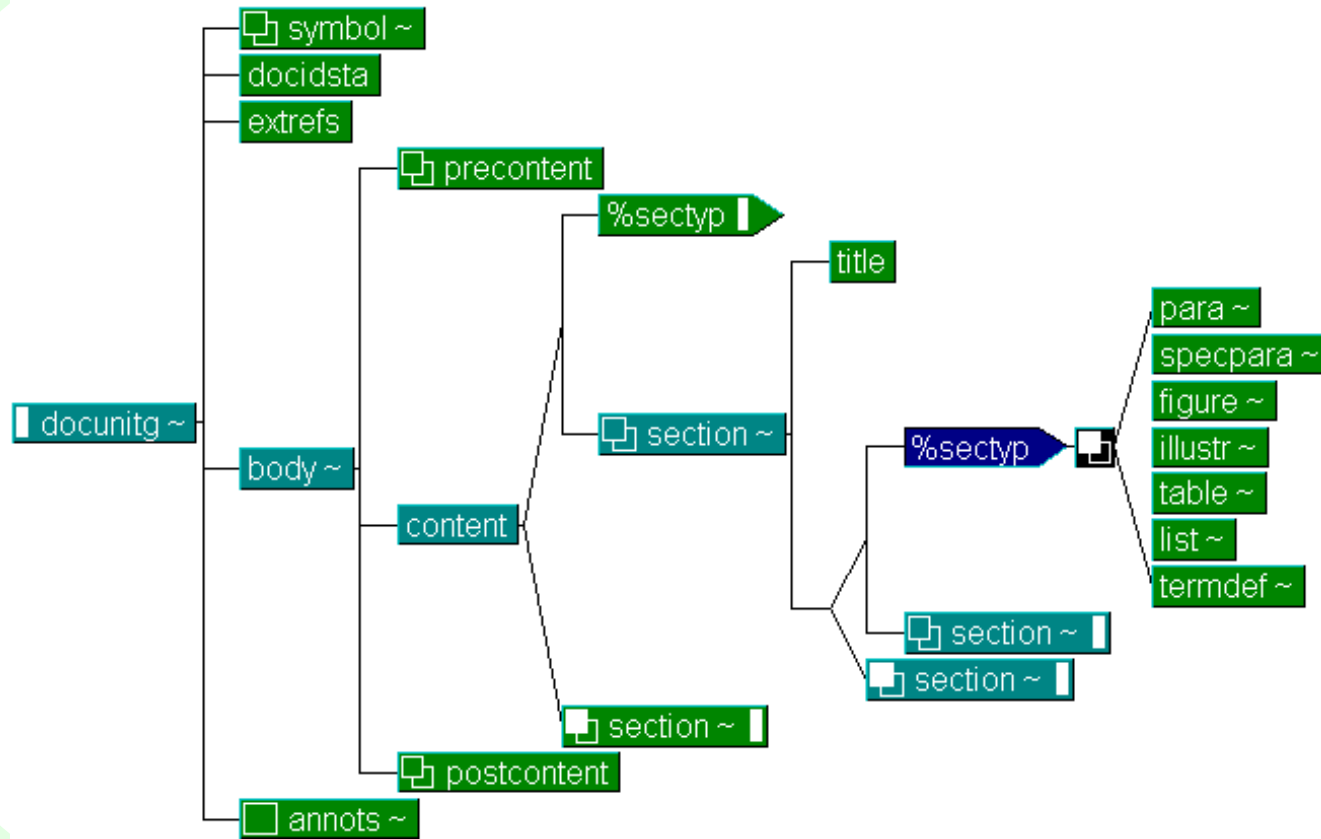 symbol ~
docidsta
extrefs
precontent
%sectyp
title
para ~
specpara ~
figure ~
docunitg ~
section ~
%sectyp
illustr ~
body ~
table ~
content
list ~
termdef ~
section ~
section ~
section ~
postcontent
annots ~